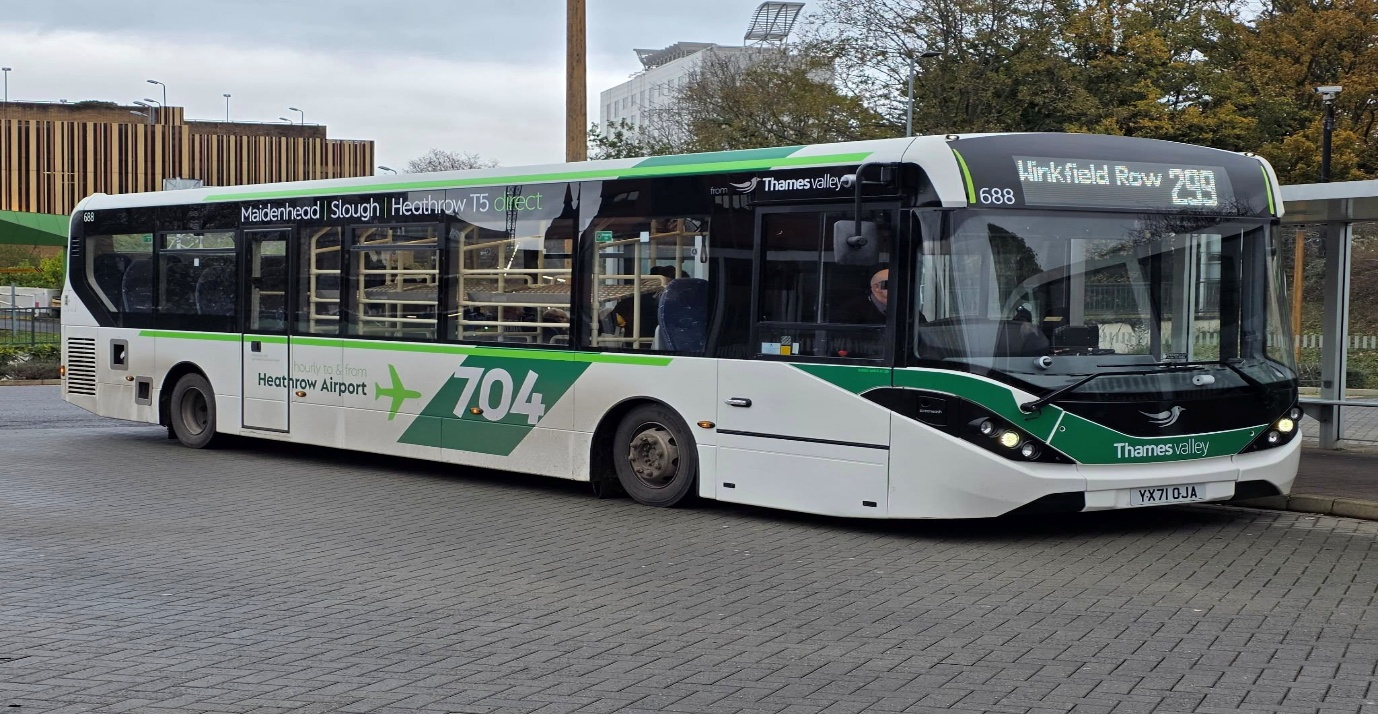 Winkfield Row 299
688
from Thames valley
Maidenhead | Slough | Heathrow T5 direct
688
hourly to & from
Heathrow Airport
704
Thames valley
YX71 OJA